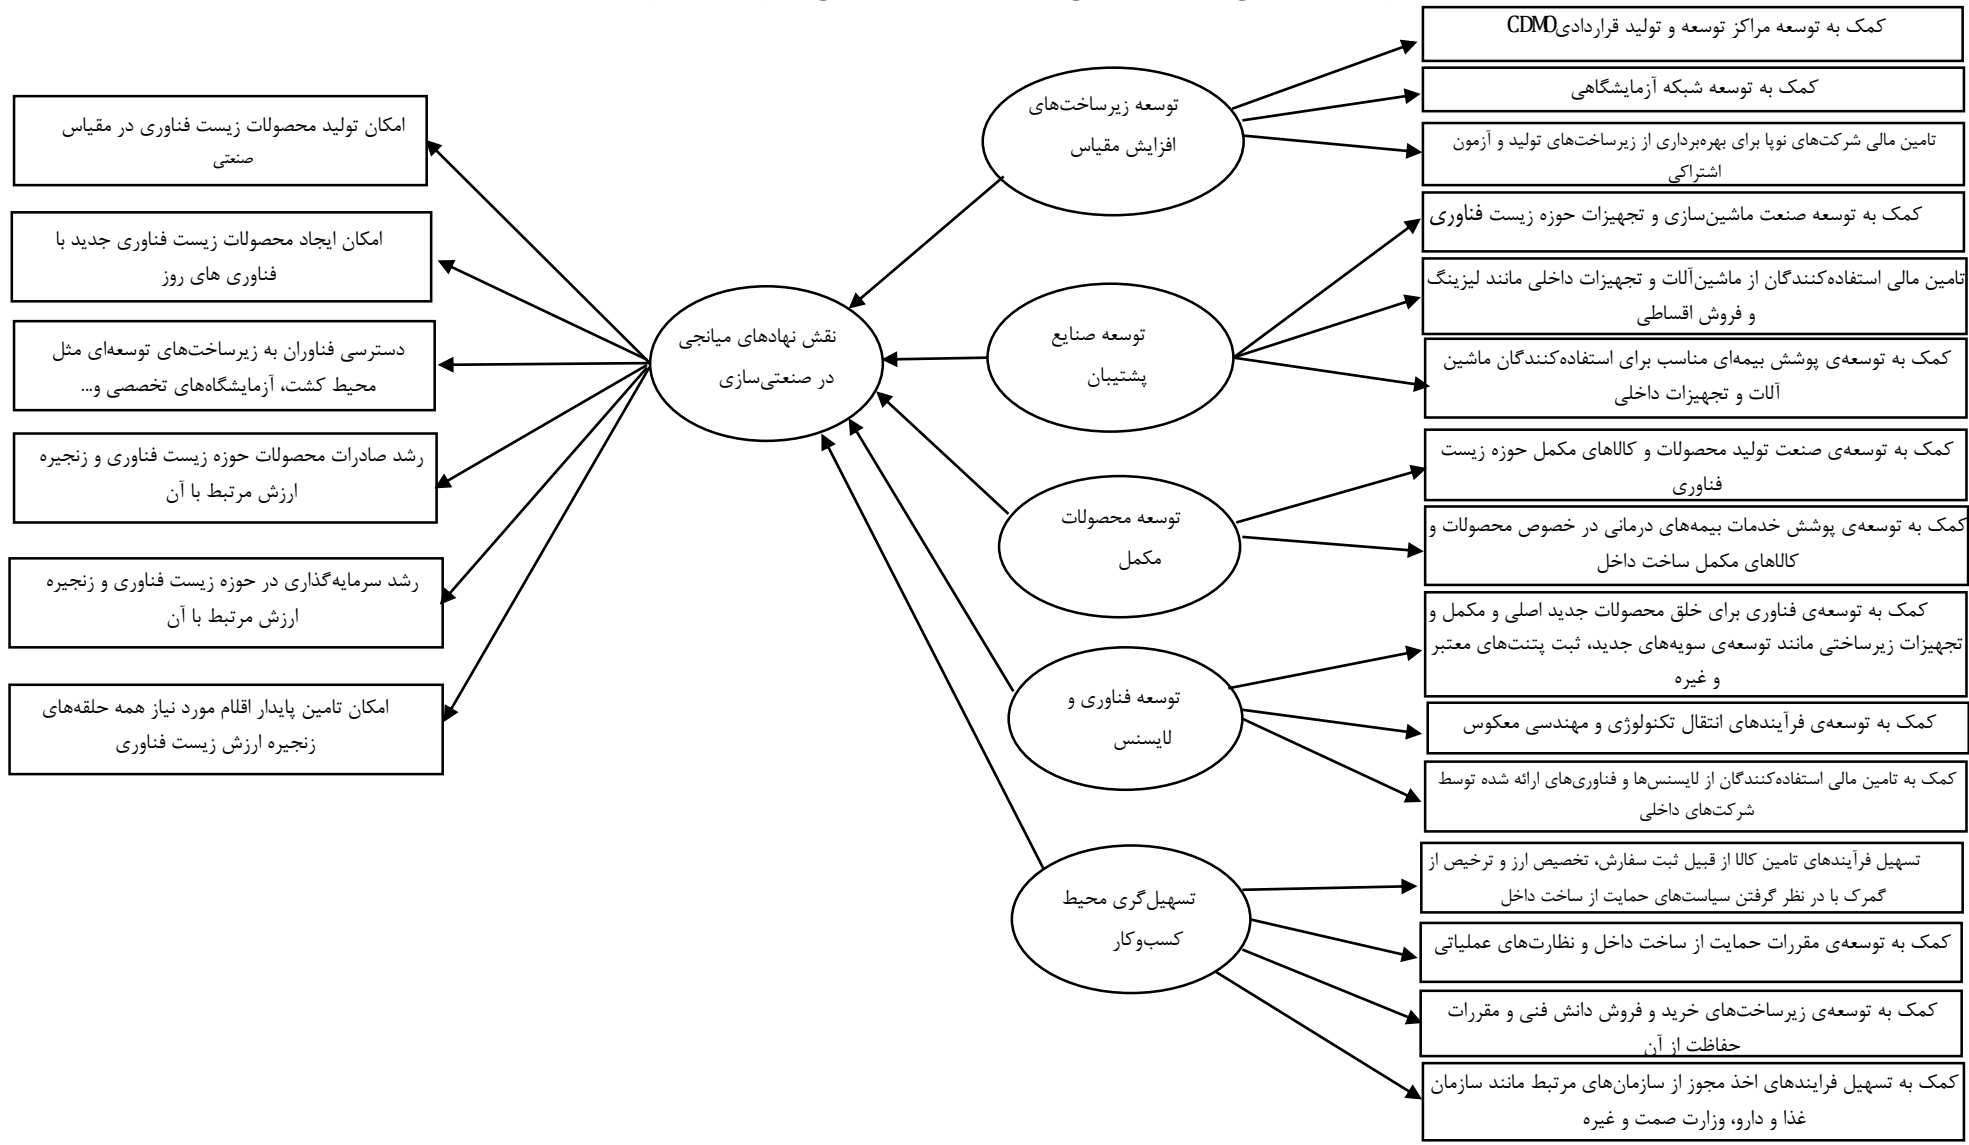 کمک به توسعه مراکز توسعه و تولید قراردادیCDMO
کمک به توسعه شبکه آزمایشگاهی
تامین مالی شرکت‌های نوپا برای بهره‌برداری از زیرساخت‌های تولید و آزمون
اشتراکی
کمک به توسعه صنعت ماشین‌سازی و تجهیزات حوزه زیست فناوری
تامین مالی استفاده‌کنندگان از ماشین‌آلات و تجهیزات داخلی مانند لیزینگ
و فروش اقساطی
کمک به توسعه‌ی پوشش بیمه‌ای مناسب برای استفاده‌کنندگان ماشین
آلات و تجهیزات داخلی
کمک به توسعه‌ی صنعت تولید محصولات و کالاهای مکمل حوزه زیست
فناوری
کمک به توسعه‌ی پوشش خدمات بیمه‌های درمانی در خصوص محصولات و
کالاهای مکمل ساخت داخل
کمک به توسعه‌ی فناوری برای خلق محصولات جدید اصلی و مکمل و
تجهیزات زیرساختی مانند توسعه‌ی سویه‌های جدید، ثبت پتنت‌های معتبر
و غیره
کمک به توسعه‌ی فرآیندهای انتقال تکنولوژی و مهندسی معکوس
کمک به تامین مالی استفاده‌کنندگان از لایسنس‌ها و فناوری‌های ارائه شده توسط
شرکت‌های داخلی
تسهیل فرآیندهای تامین کالا از قبیل ثبت سفارش، تخصیص ارز و ترخیص از
گمرک با در نظر گرفتن سیاست‌های حمایت از ساخت داخل
کمک به توسعه‌ی مقررات حمایت از ساخت داخل و نظارت‌های عملیاتی
کمک به توسعه‌ی زیرساخت‌های خرید و فروش دانش فنی و مقررات
حفاظت از آن
کمک به تسهیل فرایندهای اخذ مجوز از سازمان‌های مرتبط مانند سازمان
غذا و دارو، وزارت صمت و غیره
توسعه زیرساخت‌های
افزایش مقیاس
توسعه صنایع
پشتیبان
توسعه محصولات
مکمل
توسعه فناوری و
لایسنس
تسهیل‌گری محیط
کسب‌وکار
نقش نهادهای میانجی
در صنعتی‌سازی
امکان تولید محصولات زیست فناوری در مقیاس
صنعتی
امکان ایجاد محصولات زیست فناوری جدید با
فناوری های روز
دسترسی فناوران به زیرساخت‌های توسعه‌ای مثل
محیط کشت، آزمایشگاه‌های تخصصی و...
رشد صادرات محصولات حوزه زیست فناوری و زنجیره
ارزش مرتبط با آن
رشد سرمایه‌گذاری در حوزه زیست فناوری و زنجیره
ارزش مرتبط با آن
امکان تامین پایدار اقلام مورد نیاز همه حلقه‌های
زنجیره ارزش زیست فناوری